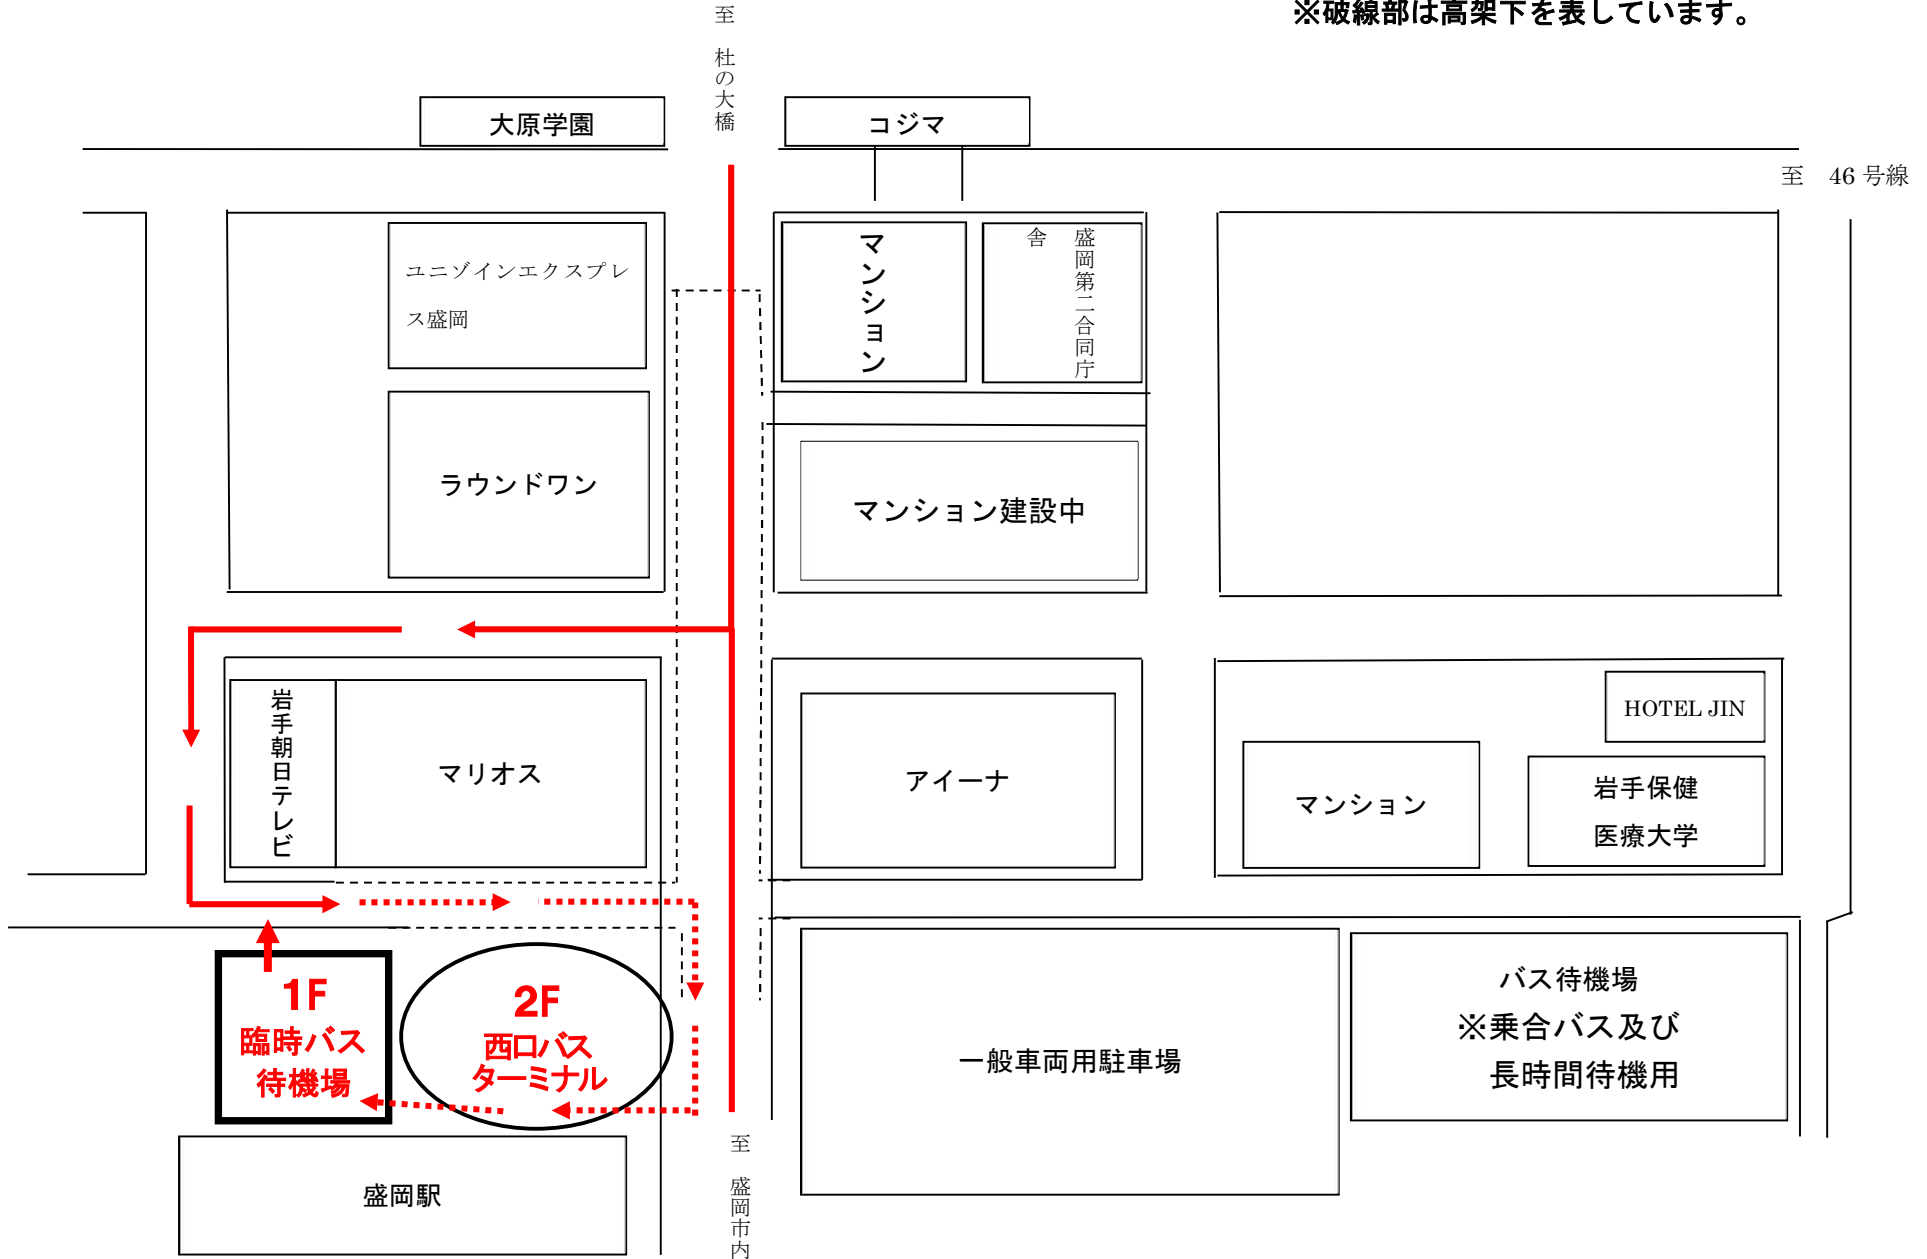 ※破線部は高架下を表しています。
至　杜の大橋
大原学園
コジマ
至　46 号線
ユニゾインエクスプレ
ス盛岡
マンション
盛岡第二合同庁
舎
ラウンドワン
マンション建設中
岩手朝日テレビ
マリオス
アイーナ
マンション
HOTEL JIN
岩手保健
医療大学
1F
臨時バス
待機場
2F
西口バス
ターミナル
一般車両用駐車場
バス待機場
※乗合バス及び
長時間待機用
盛岡駅
至　盛岡市内